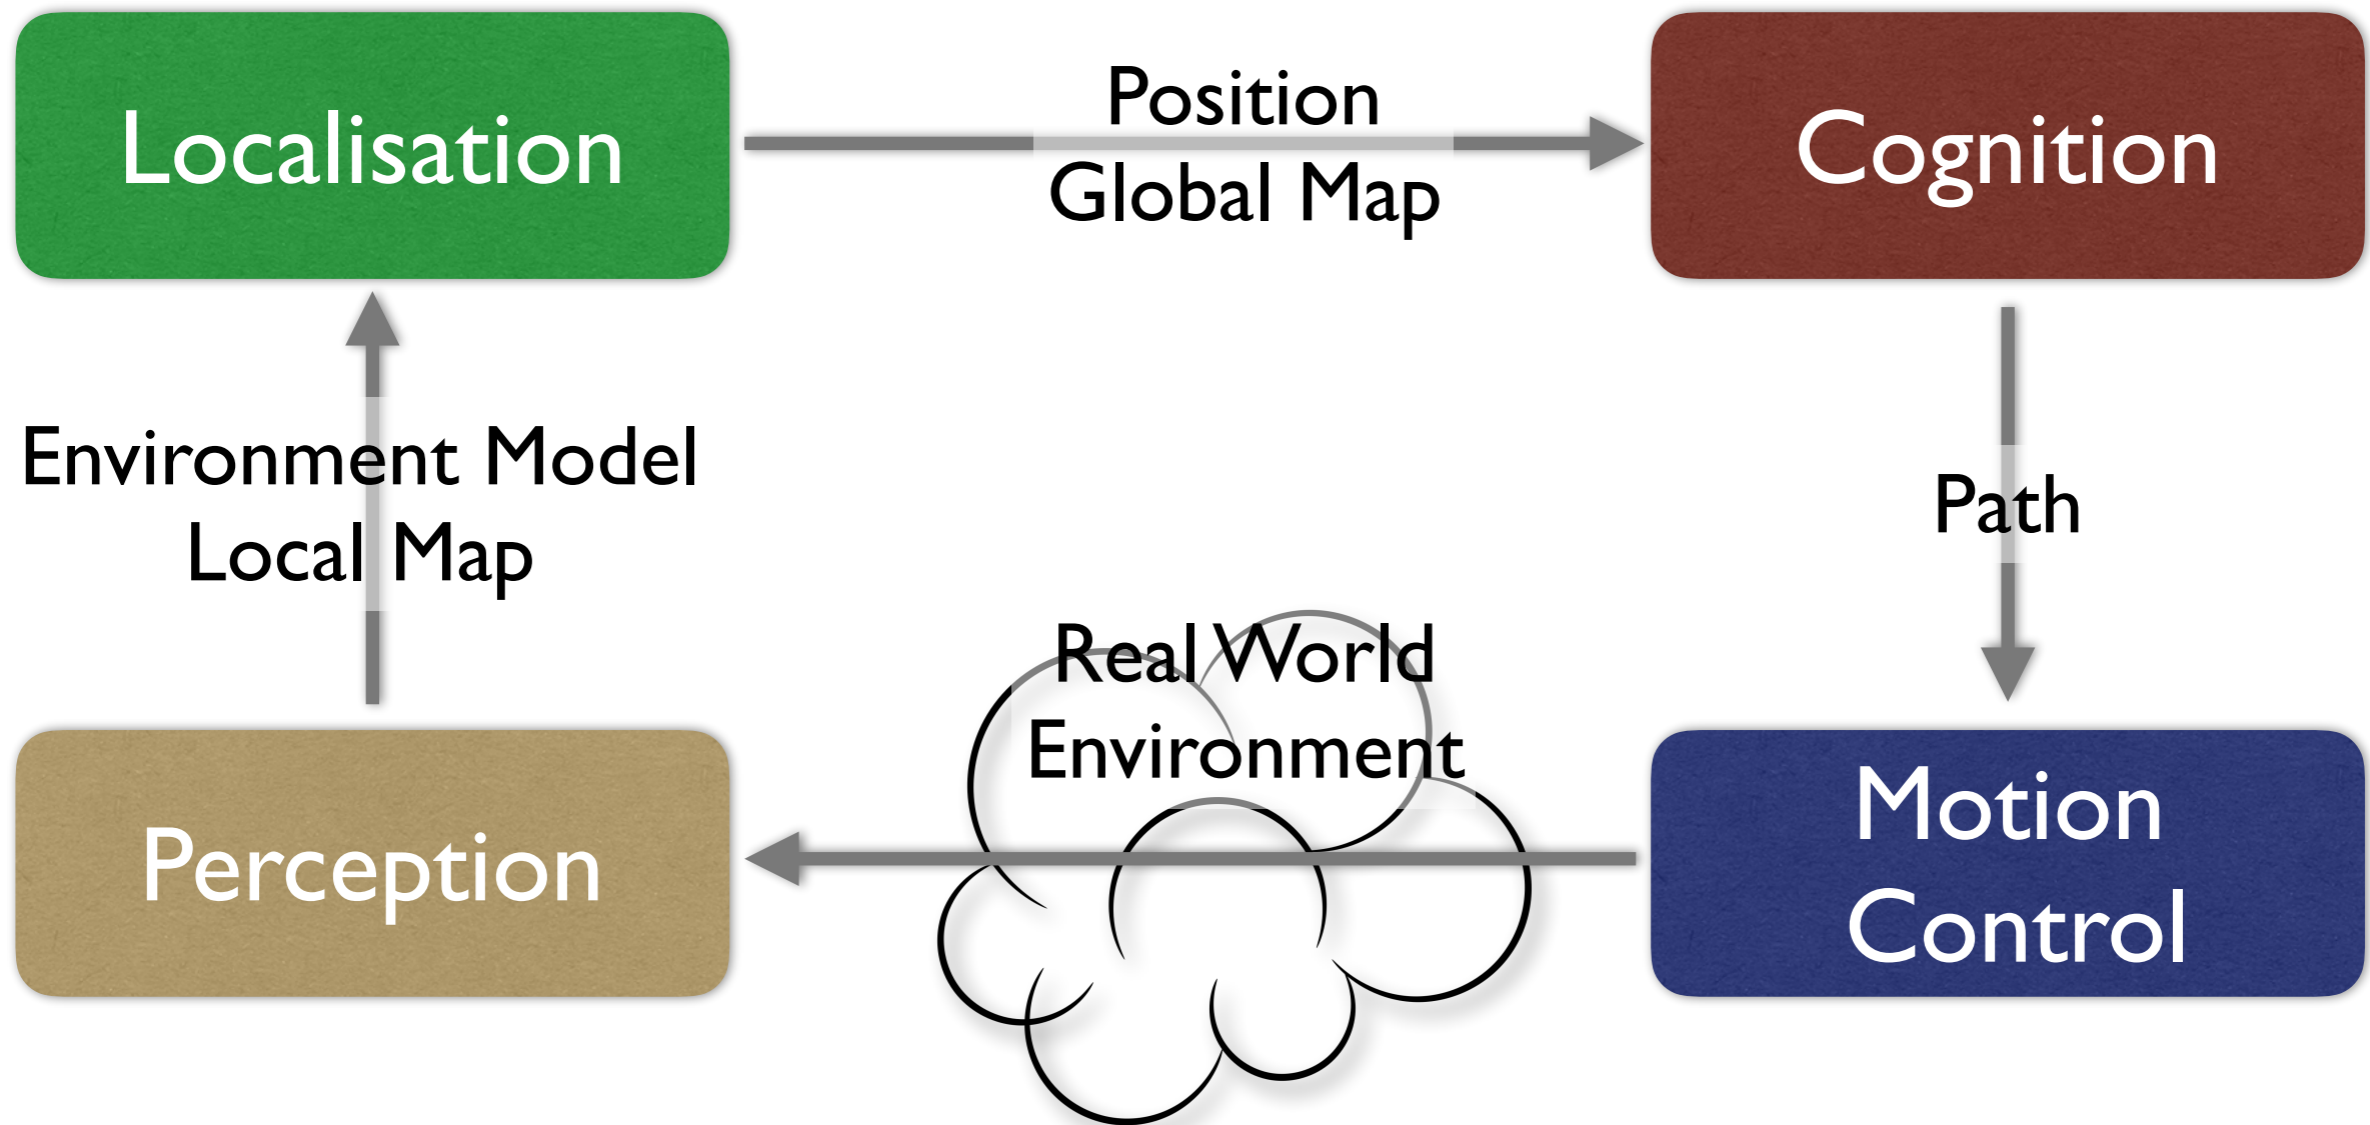 Localisation
Position
Global Map
Cognition
Environment Model
Local Map
Path
Real World
Environment
Perception
Motion
Control